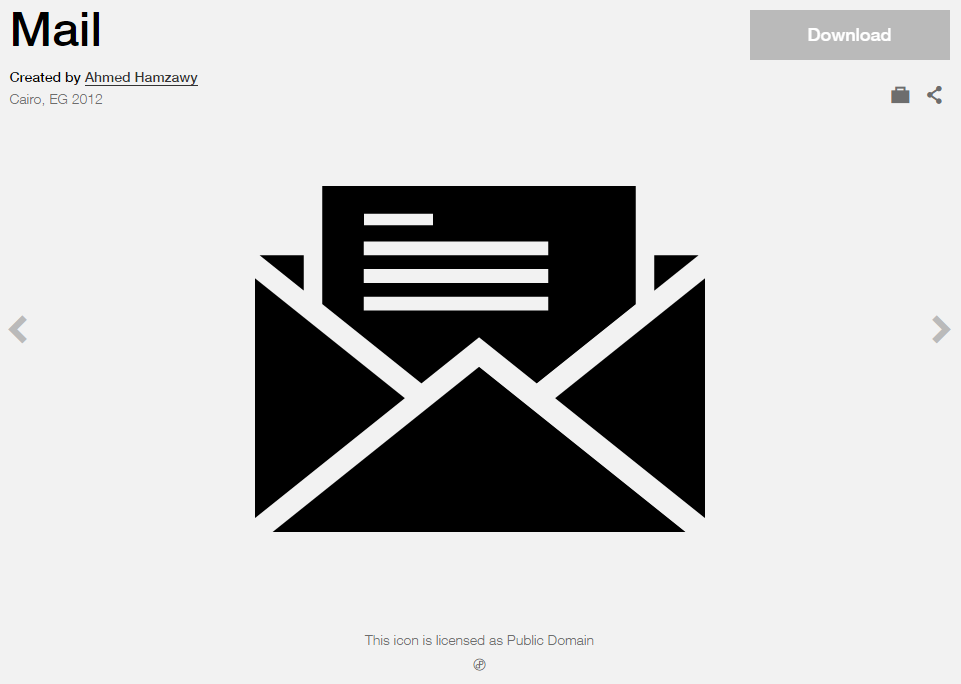 Mail
Download
Created by Ahmed Hamzawy
Cairo, EG 2012
This icon is licensed as Public Domain